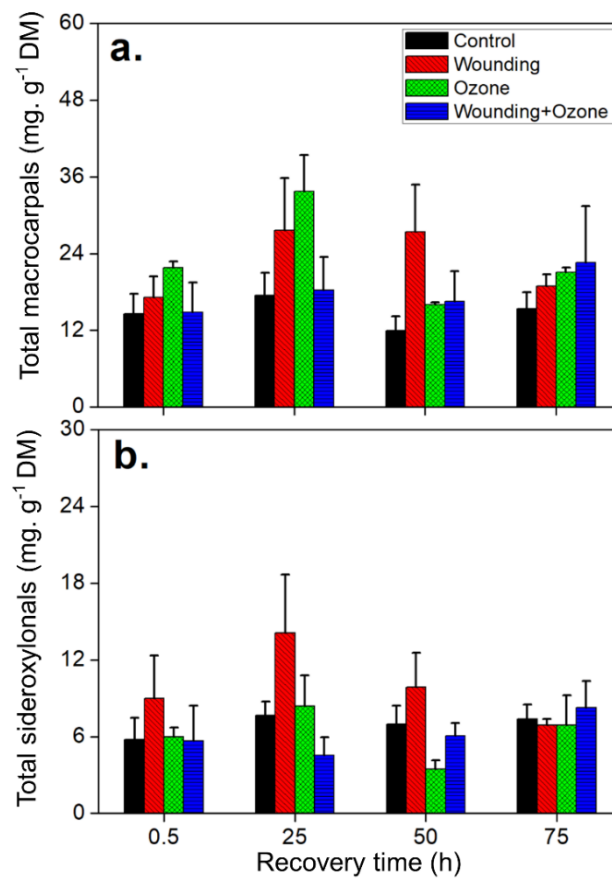 a.
Control
Wounding
Ozone
Wounding+Ozone
Total macrocarpals (mg. g⁻¹ DM)
60
48
36
24
12
0
b.
Total sideroxylonals (mg. g⁻¹ DM)
30
24
18
12
6
0
0.5 25 50 75
Recovery time (h)